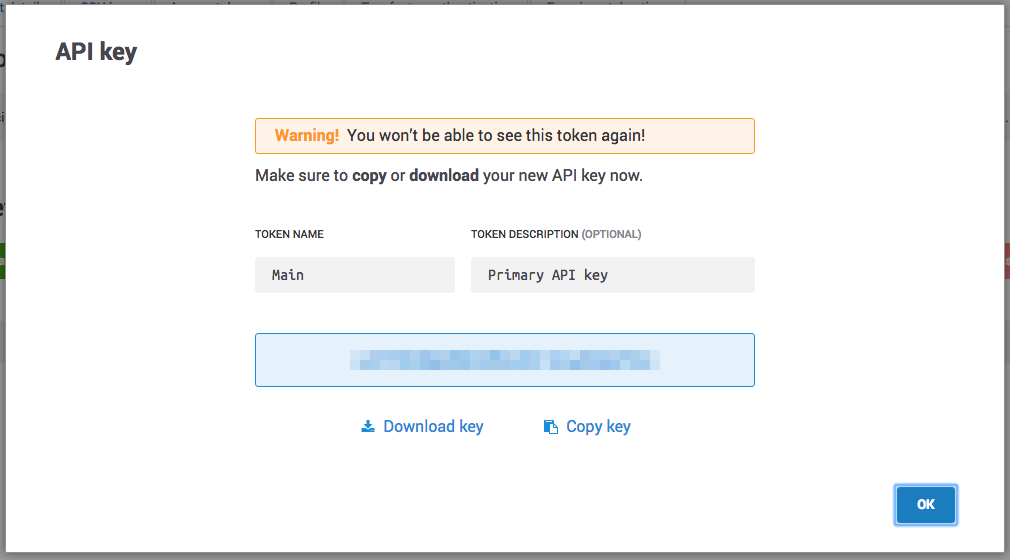 API key
Warning! You won't be able to see this token again!
Make sure to copy or download your new API key now.
TOKEN NAME
TOKEN DESCRIPTION (OPTIONAL)
Main
Primary API key
Download key
Copy key
OK